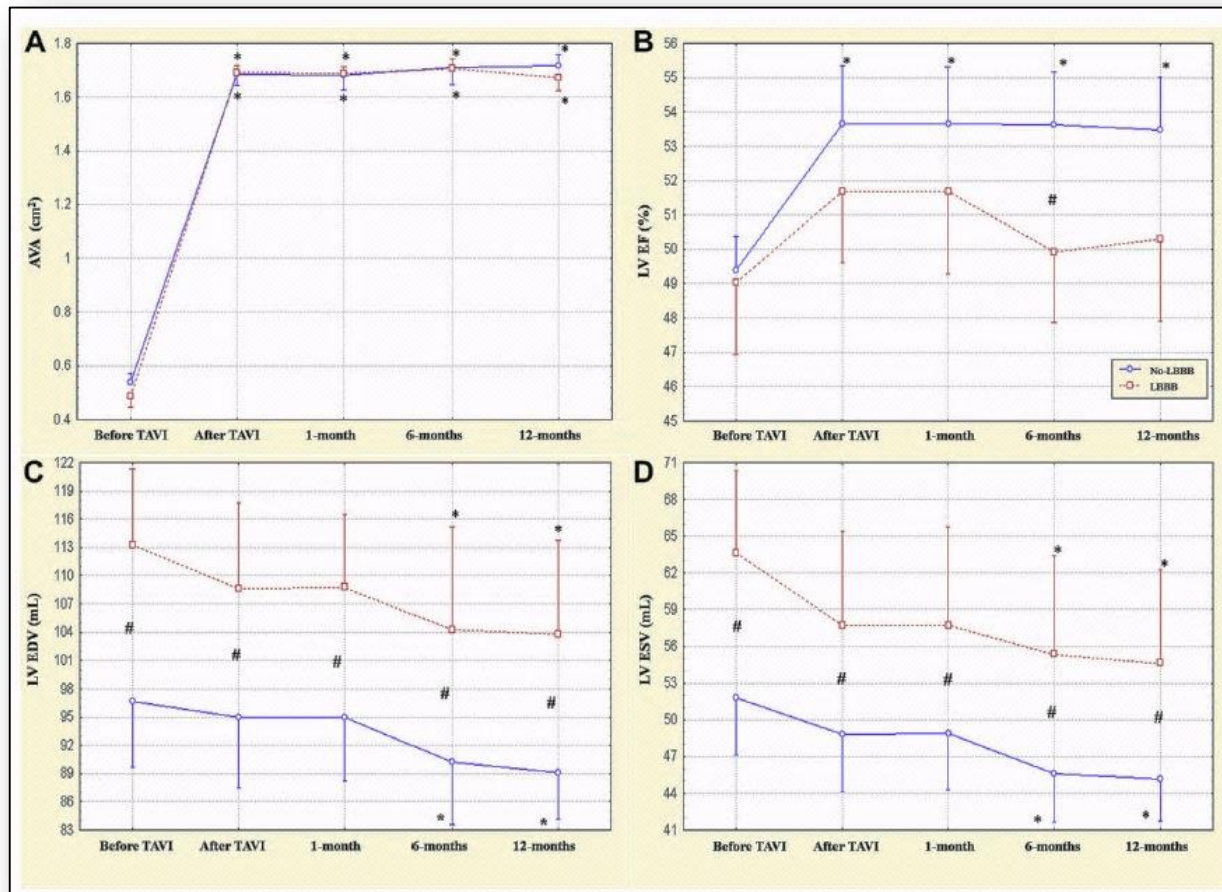 A
AVA (cm²)
1.8
1.6
1.4
1.2
1
0.8
0.6
0.4
* * * *
* * * *
Before TAVI After TAVI 1-month 6-months 12-months
B
LV EF (%)
56
55
54
53
52
51
50
49
48
47
46
45
* * * *
#
No-LBBB
LBBB
Before TAVI After TAVI 1-month 6-months 12-months
C
LV EDV (mL)
122
119
116
113
110
107
104
101
98
95
92
89
86
83
* *
# # # # #
* *
Before TAVI After TAVI 1-month 6-months 12-months
D
LV ESV (mL)
71
68
65
62
59
56
53
50
47
44
41
* *
# # # # #
* *
Before TAVI After TAVI 1-month 6-months 12-months